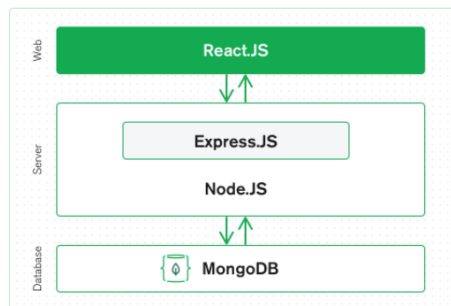 Web
React.JS
Server
Express.JS
Node.JS
Database
MongoDB